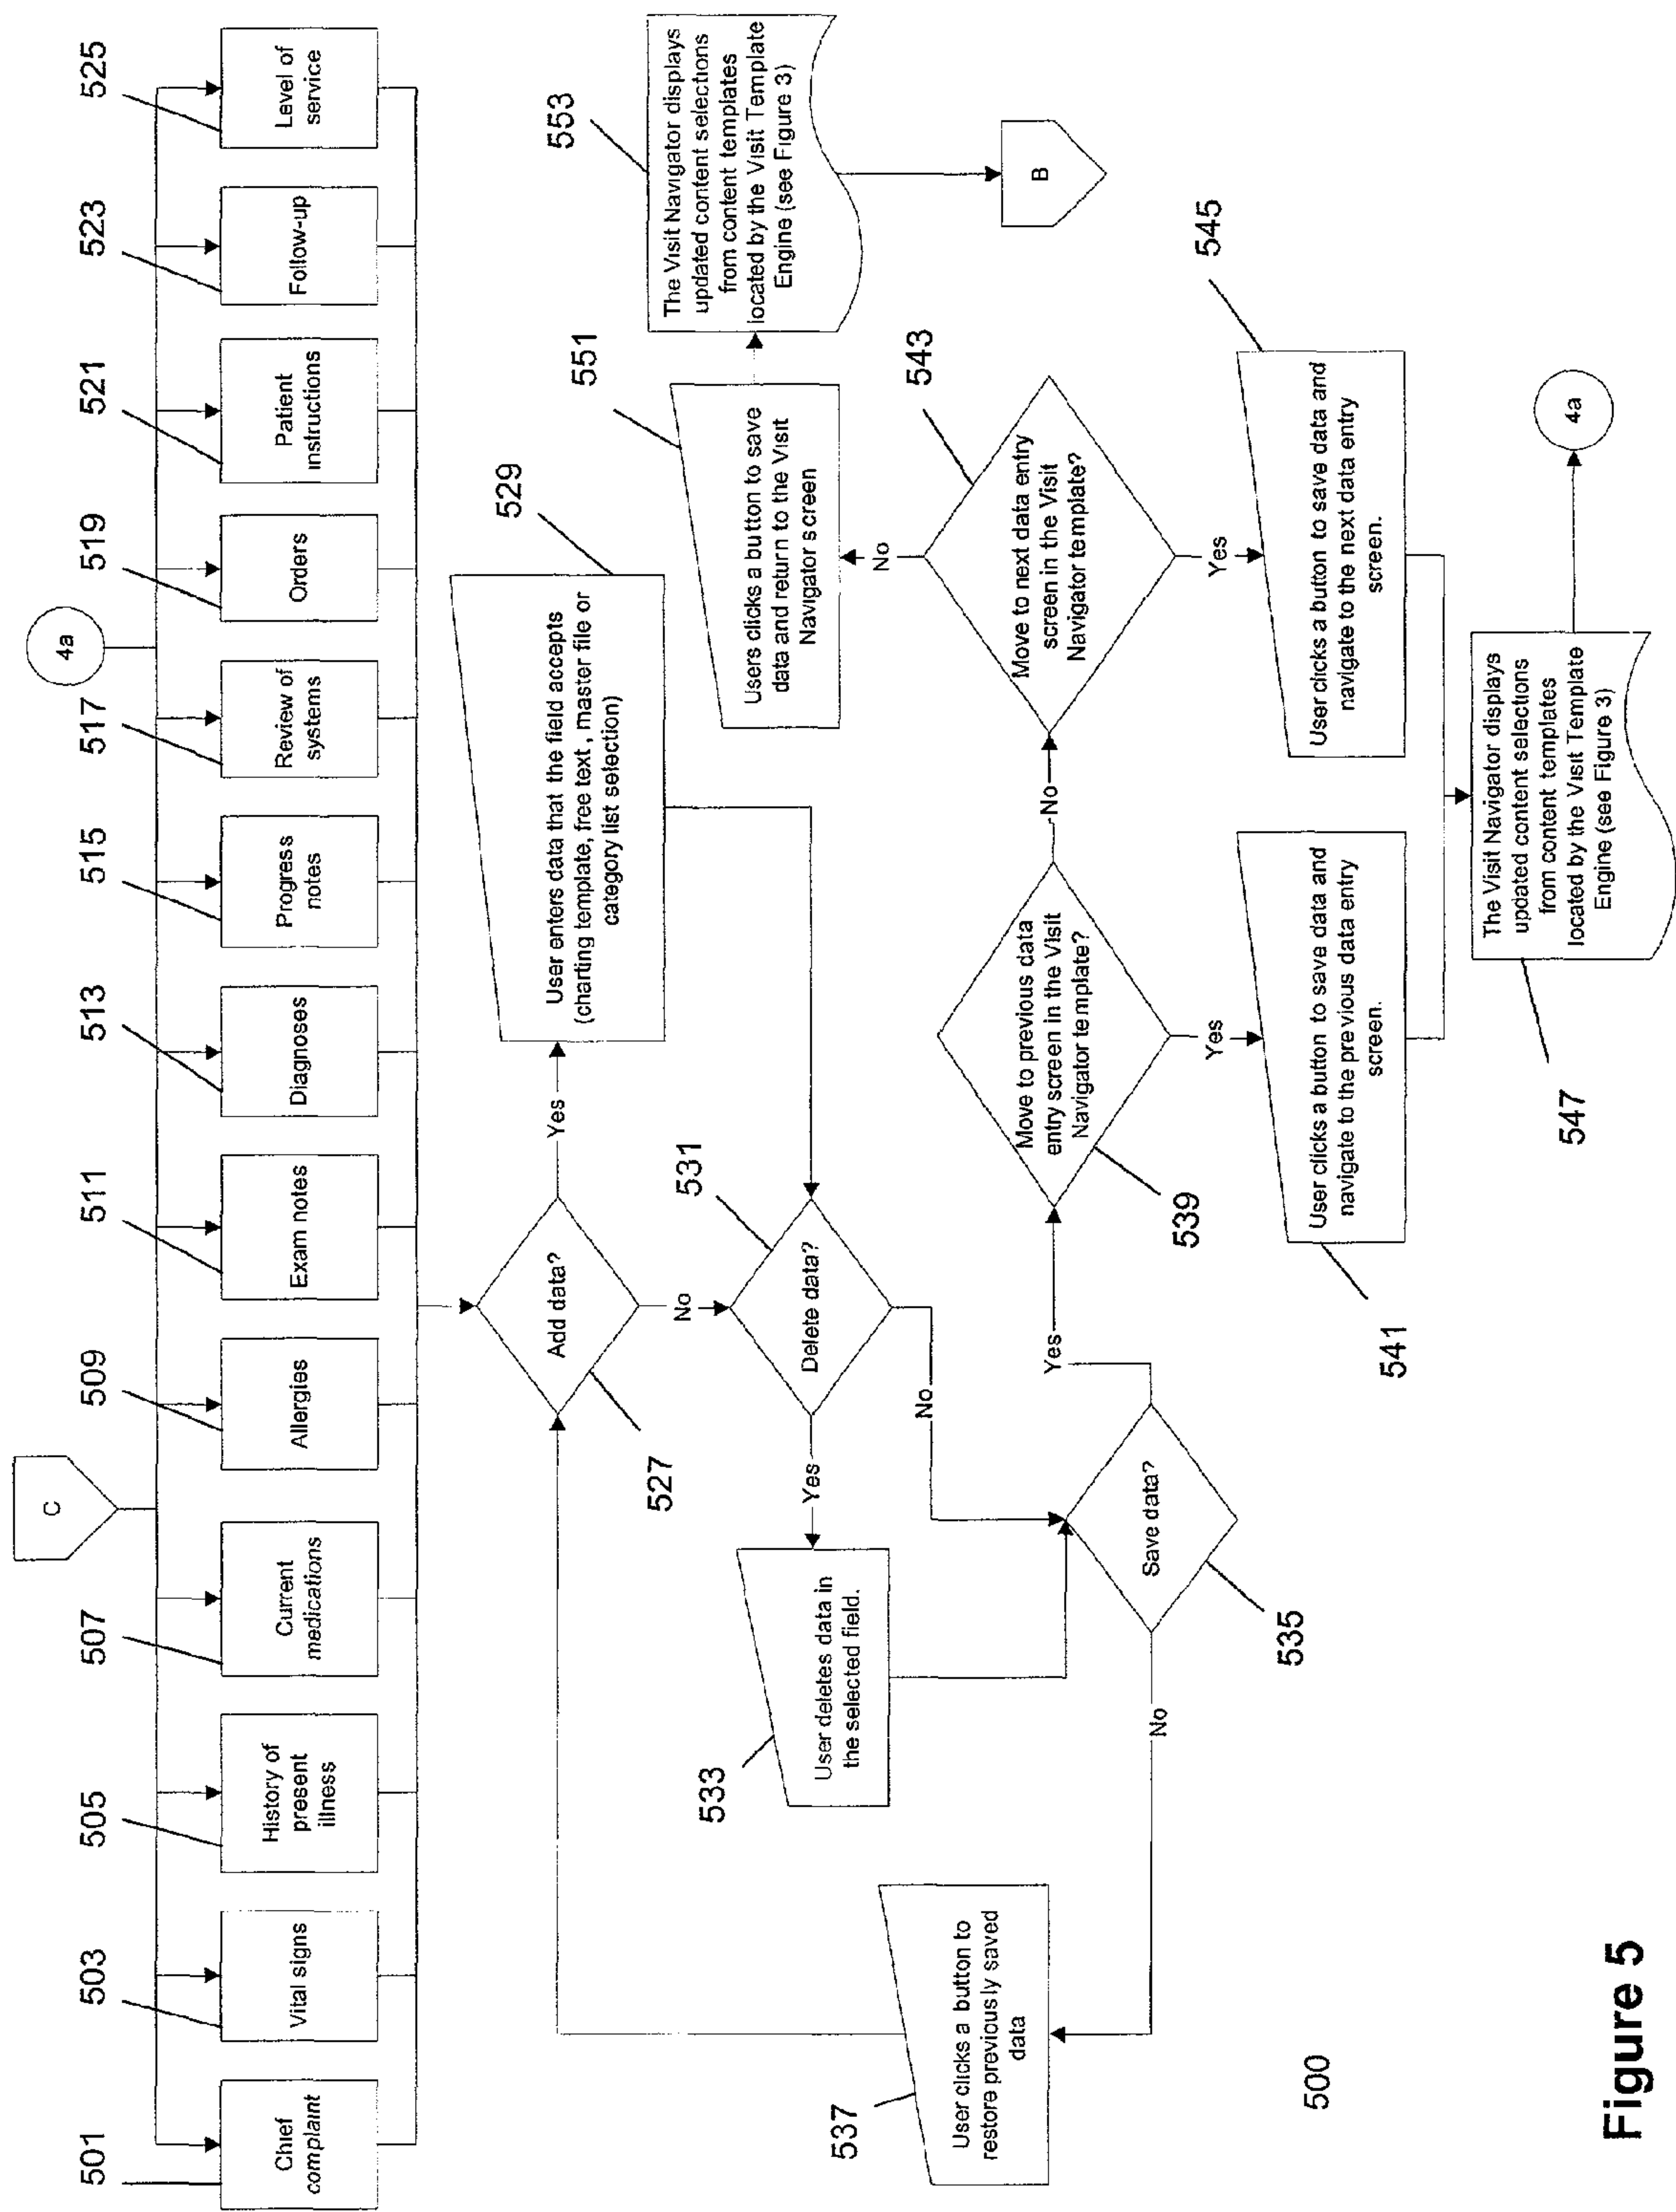 C
4a
501
503
505
507
509
511
513
515
517
519
521
523
525
Chief
complaint
Vital signs
History of
present
illness
Current
medications
Allergies
Exam notes
Diagnoses
Progress
notes
Review of
systems
Orders
Patient
instructions
Follow-up
Level of
service
Add data?
527
Yes
No
User enters data that the field accepts
(charting template, free text, master file or
category list selection)
529
Delete data?
531
Yes
No
User deletes data in
the selected field.
533
Save data?
535
No
Yes
User clicks a button to
restore previously saved
data
537
Move to previous data
entry screen in the Visit
Navigator template?
539
No
Yes
User clicks a button to save data and
navigate to the previous data entry
screen.
541
Move to next data entry
screen in the Visit
Navigator template?
543
No
Yes
User clicks a button to save data and
navigate to the next data entry
screen.
545
Users clicks a button to save
data and return to the Visit
Navigator screen
551
The Visit Navigator displays
updated content selections
from content templates
located by the Visit Template
Engine (see Figure 3)
553
B
The Visit Navigator displays
updated content selections
from content templates
located by the Visit Template
Engine (see Figure 3)
547
4a
500
Figure 5